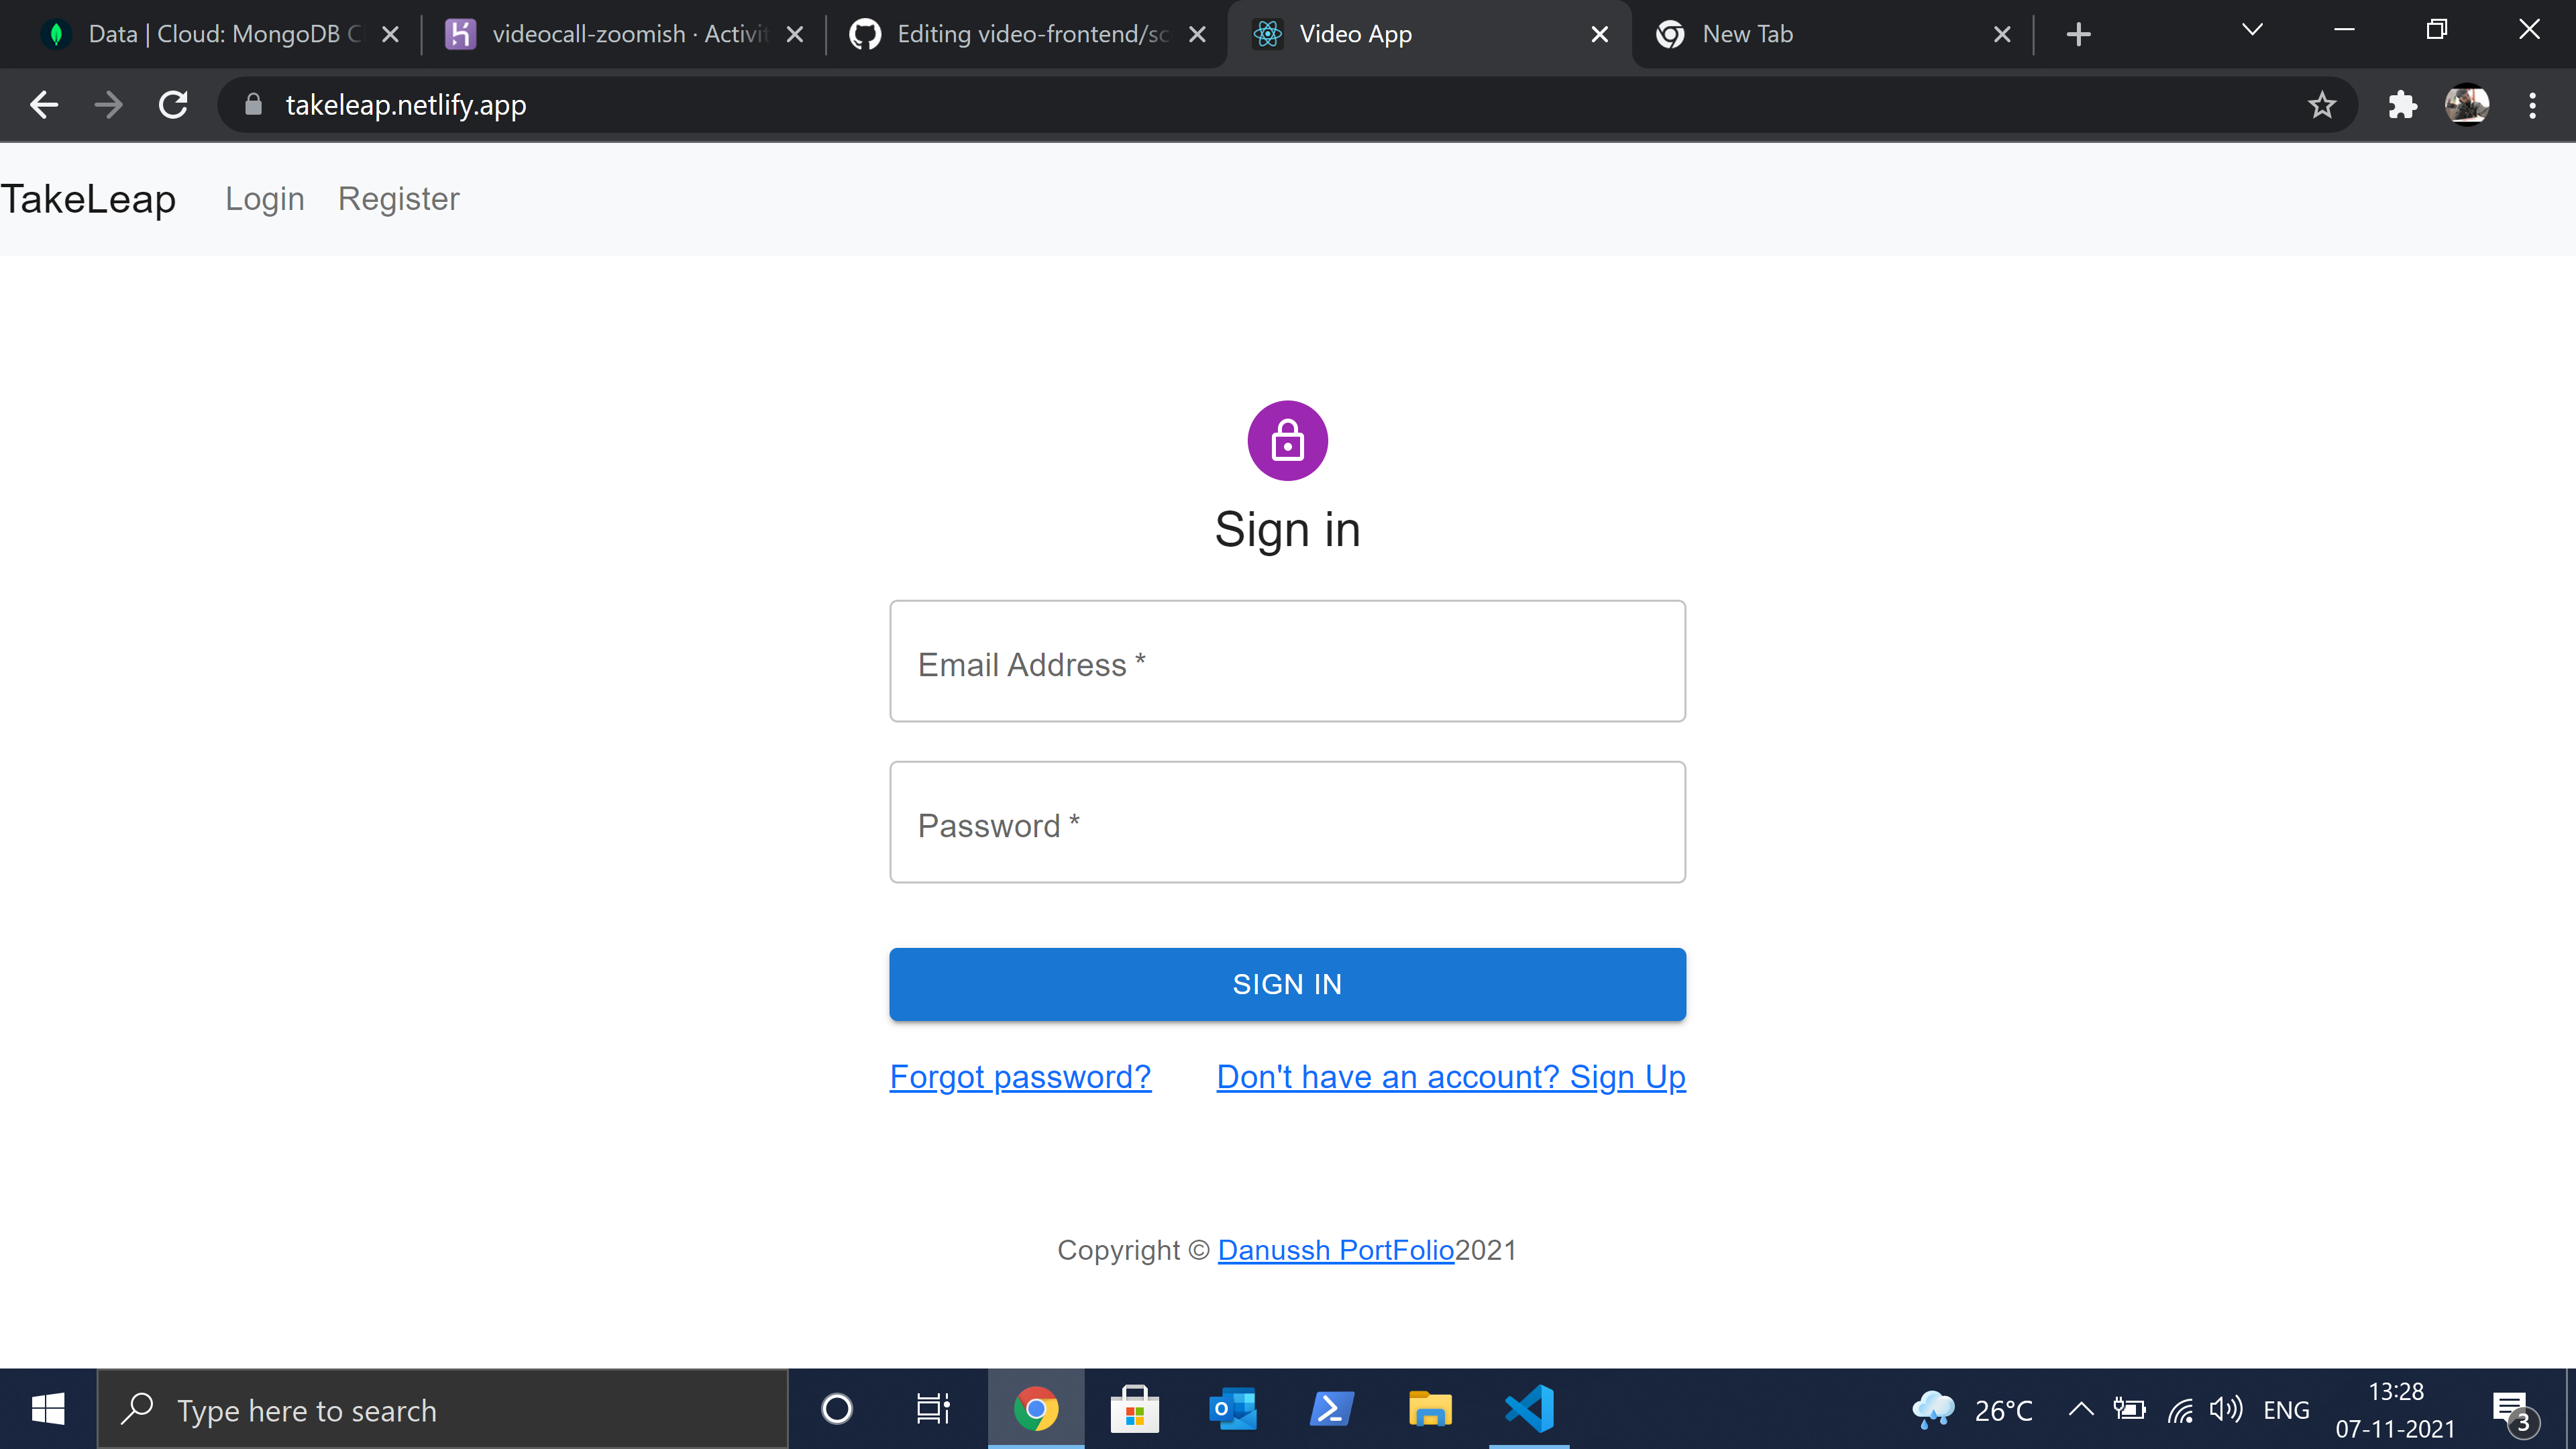 Data | Cloud: MongoDB C
videocall-zoomish · Activit
Editing video-frontend/sc
Video App
New Tab
takeleap.netlify.app
TakeLeap
Login
Register
Sign in
Email Address *
Password *
SIGN IN
Forgot password?
Don't have an account? Sign Up
Copyright © Danussh PortFolio2021
Type here to search
26°C
ENG
13:28
07-11-2021
3